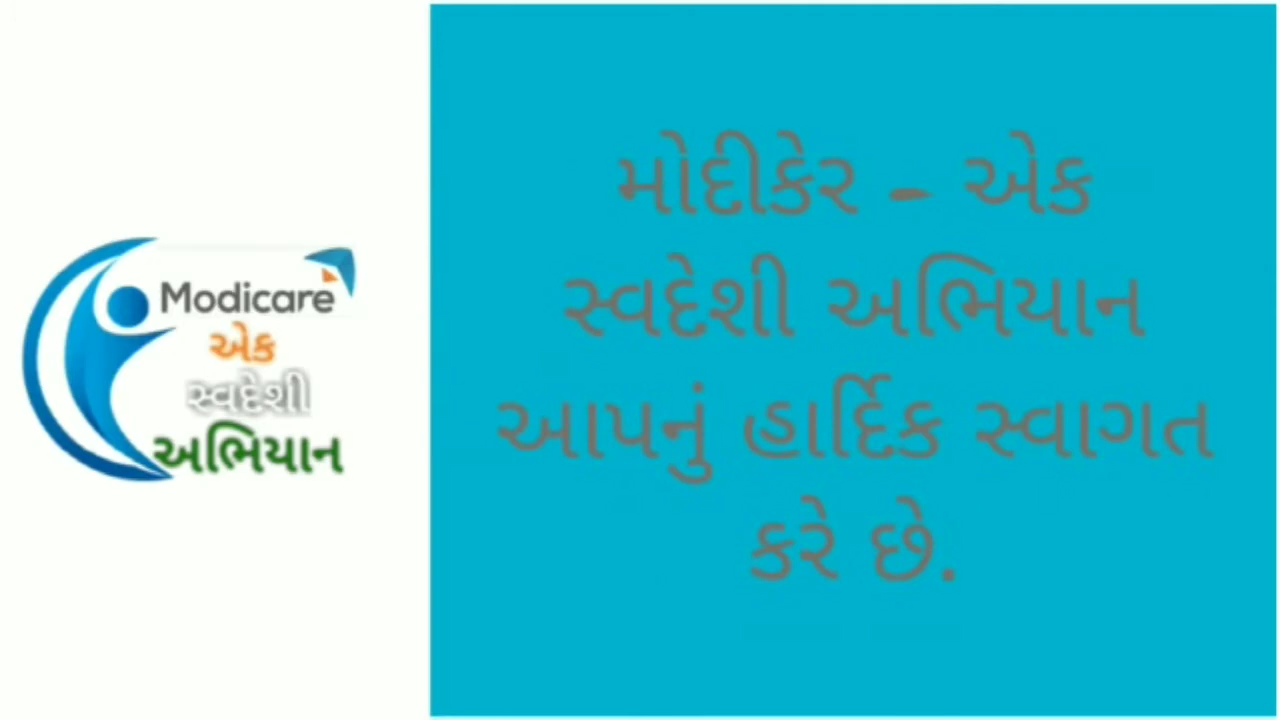 Modicare
એક
સ્વદેશી
અભિયાન
મોદીકેર - એક
સ્વદેશી અભિયાન
આપનું હાર્દિક સ્વાગત
કરે છે.